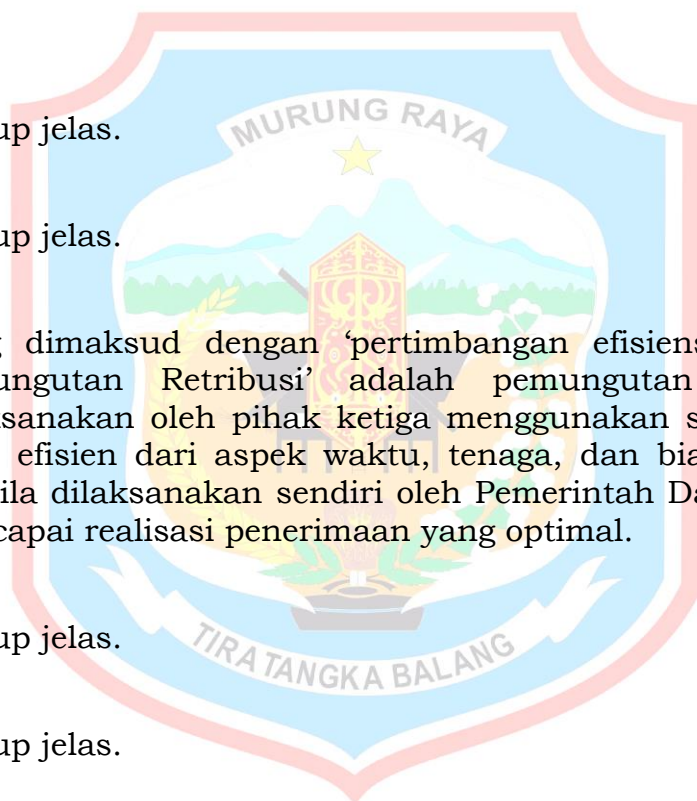 up jelas.
MURUNG RAYA
up jelas.
dimaksud dengan ‘pertimbangan efisiens
ungutan Retribusi’ adalah pemungutan
ksanakan oleh pihak ketiga menggunakan s
efisien dari aspek waktu, tenaga, dan bia
ila dilaksanakan sendiri oleh Pemerintah Da
capai realisasi penerimaan yang optimal.
up jelas.
TIRA TANGKA BALANG
up jelas.